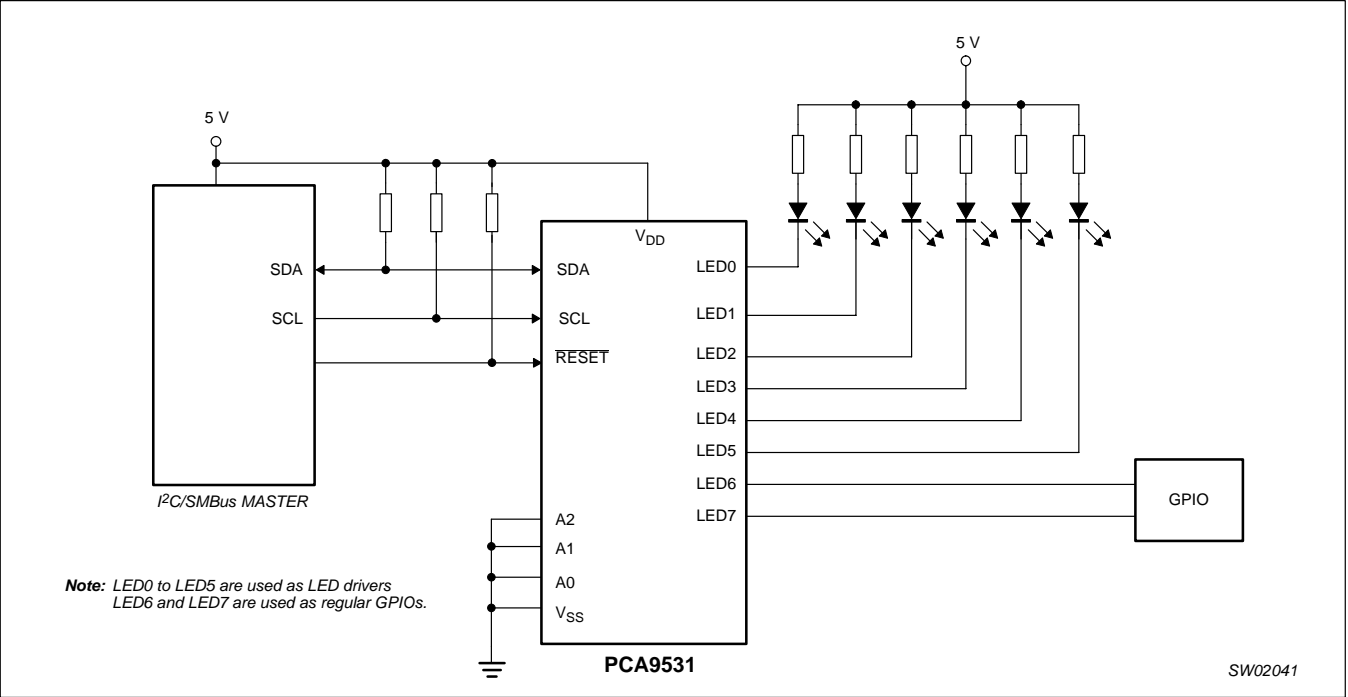 5 V
5 V
SDA
SCL
I²C/SMBus MASTER
V_DD
SDA
SCL
RESET
A2
A1
A0
V_SS
LED0
LED1
LED2
LED3
LED4
LED5
LED6
LED7
GPIO
Note: LED0 to LED5 are used as LED drivers
LED6 and LED7 are used as regular GPIOs.
PCA9531
SW02041